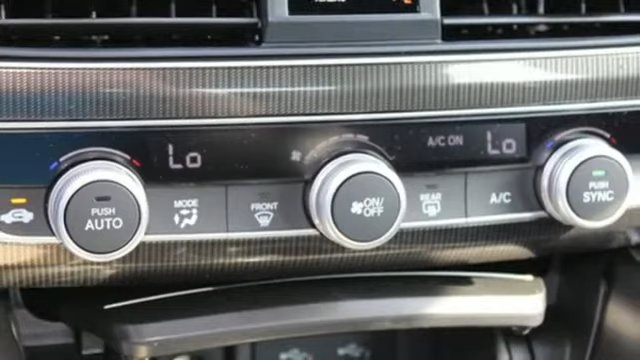 Lo
A/C ON
Lo
PUSH
AUTO
MODE
FRONT
ON/
OFF
REAR
A/C
PUSH
SYNC